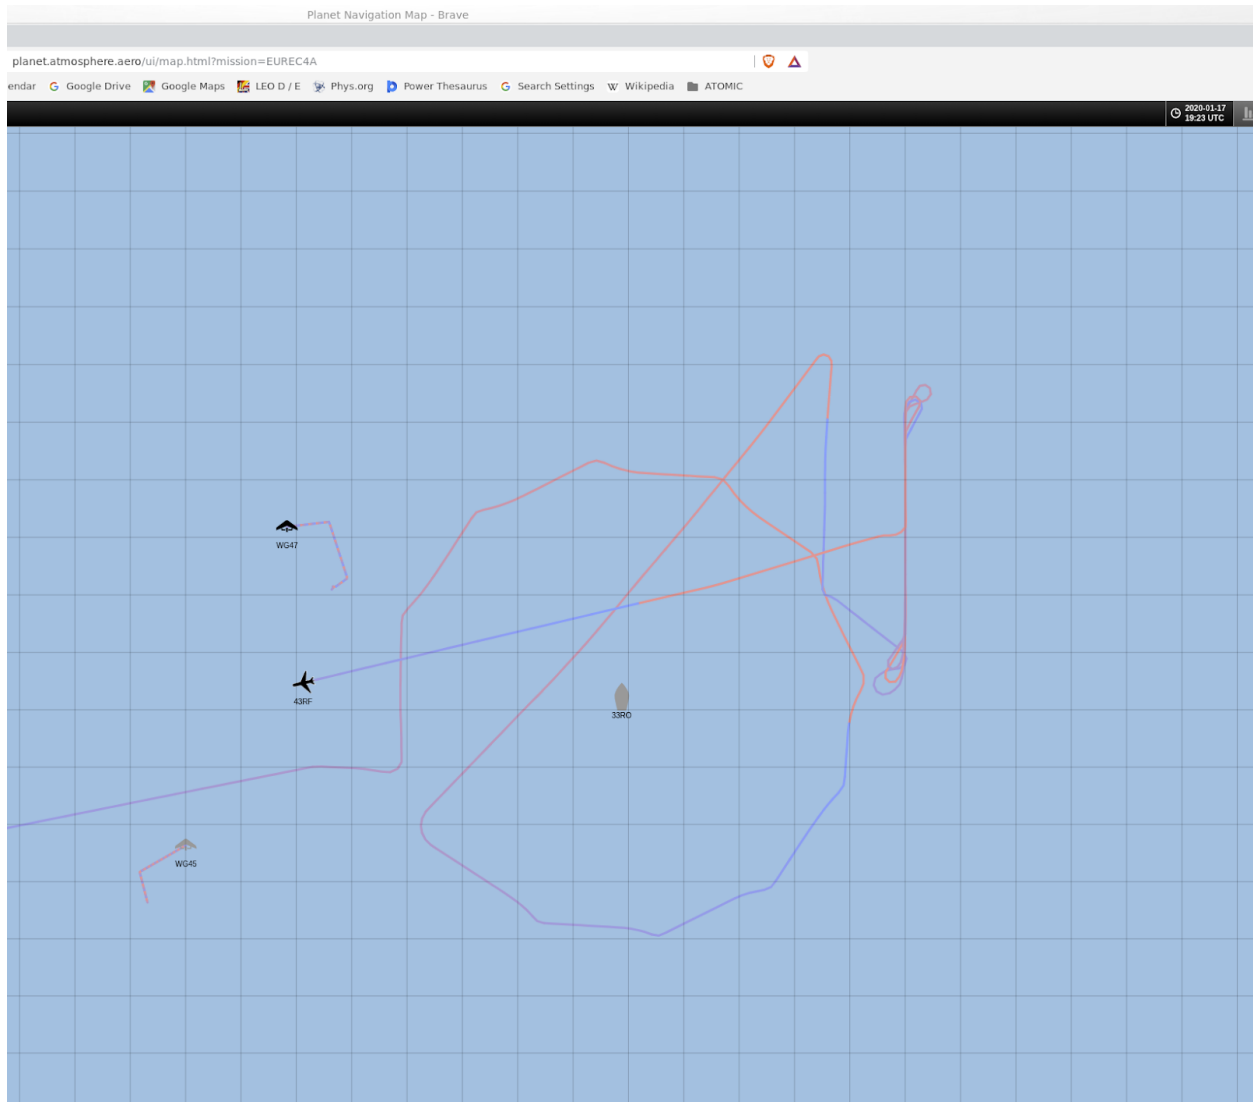 Planet Navigation Map - Brave
planet.atmosphere.aero/ui/map.html?mission=EUREC4A
endar Google Drive Google Maps LEO D / E Phys.org Power Thesaurus Search Settings Wikipedia ATOMIC
2020-01-17
19:23 UTC
WG47
43RF
33RO
WG45